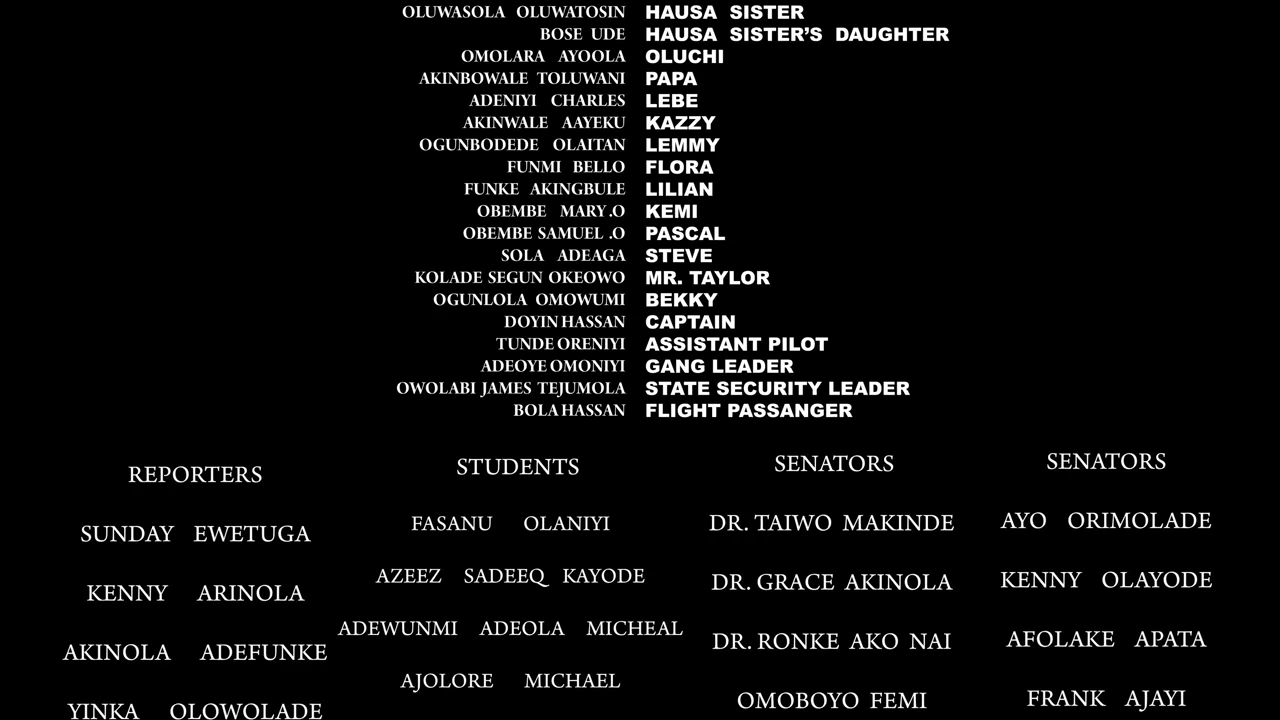 OLUWASOLA OLUWATOSIN HAUSA SISTER
BOSE UDE HAUSA SISTER'S DAUGHTER
OMOLARA AYOOLA OLUCHI
AKINBOWALE TOLUWANI PAPA
ADENIYI CHARLES LEBE
AKINWALE AAYEKU KAZZY
OGUNBODEDE OLAITAN LEMMY
FUNMI BELLO FLORA
FUNKE AKINGBULE LILIAN
OBEMBE MARY.O KEMI
OBEMBE SAMUEL .O PASCAL
SOLA ADEAGA STEVE
KOLADE SEGUN OKEOWO MR. TAYLOR
OGUNLOLA OMOWUMI BEKKY
DOYIN HASSAN CAPTAIN
TUNDE ORENIYI ASSISTANT PILOT
ADEOYE OMONIYI GANG LEADER
OWOLABI JAMES TEJUMOLA STATE SECURITY LEADER
BOLA HASSAN FLIGHT PASSANGER
REPORTERS
SUNDAY EWETUGA
KENNY ARINOLA
AKINOLA ADEFUNKE
YINKA OLOWOLADE
STUDENTS
FASANU OLANIYI
AZEEZ SADEEQ KAYODE
ADEWUNMI ADEOLA MICHEAL
AJOLORE MICHAEL
SENATORS
DR. TAIWO MAKINDE
DR. GRACE AKINOLA
DR. RONKE AKO NAI
OMOBOYO FEMI
SENATORS
AYO ORIMOLADE
KENNY OLAYODE
AFOLAKE APATA
FRANK AJAYI